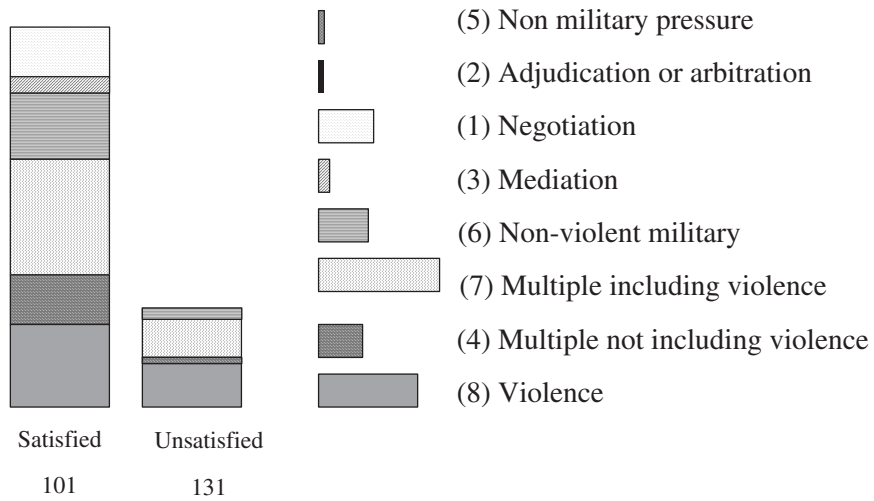 (5) Non military pressure
(2) Adjudication or arbitration
(1) Negotiation
(3) Mediation
(6) Non-violent military
(7) Multiple including violence
(4) Multiple not including violence
(8) Violence
Satisfied Unsatisfied
101 131